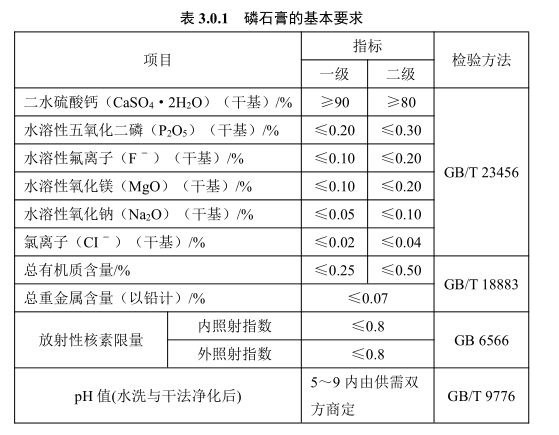 表 3.0.1 磷石膏的基本要求
项目 指标 检验方法
一级 二级
二水硫酸钙（CaSO₄·2H₂O）（干基）/% ≥90 ≥80 GB/T 23456
水溶性五氧化二磷（P₂O₅）（干基）/% ≤0.20 ≤0.30
水溶性氟离子（F⁻）（干基）/% ≤0.10 ≤0.20
水溶性氧化镁（MgO）（干基）/% ≤0.10 ≤0.20
水溶性氧化钠（Na₂O）（干基）/% ≤0.05 ≤0.10
氯离子（CI⁻）（干基）/% ≤0.02 ≤0.04
总有机质含量/% ≤0.25 ≤0.50 GB/T 18883
总重金属含量（以铅计）/% ≤0.07
放射性核素限量 内照射指数 ≤0.8 GB 6566
外照射指数 ≤0.8
pH 值(水洗与干法净化后) 5～9 内由供需双 GB/T 9776
方商定